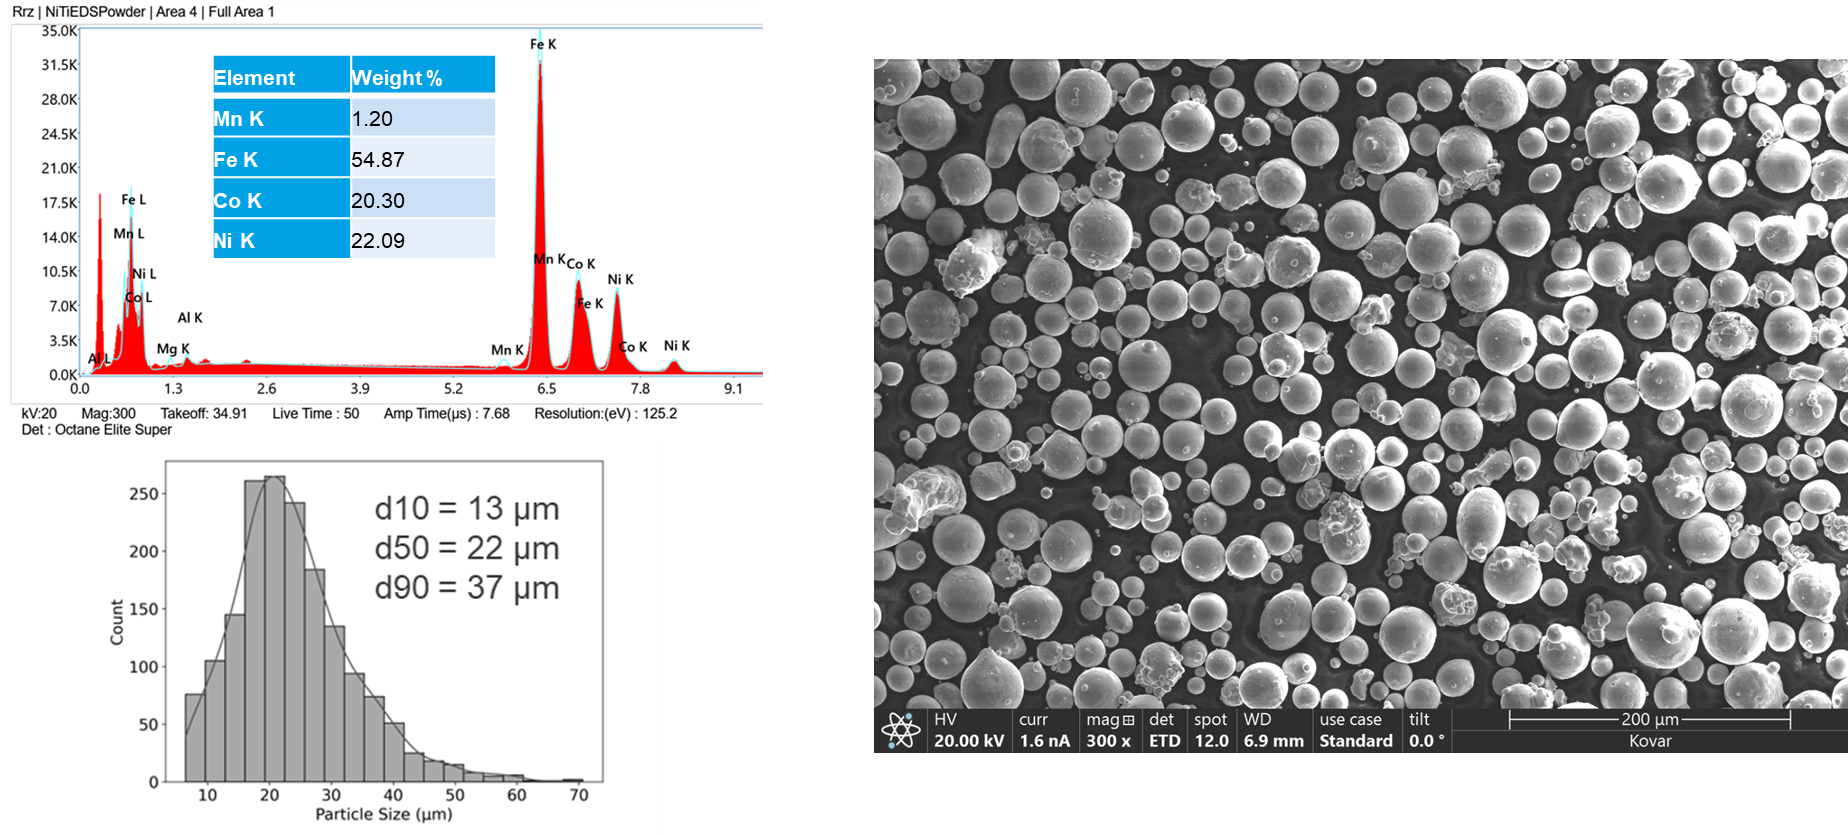 Rrz | NiTiEDSPowder | Area 4 | Full Area 1
35.0K
31.5K
28.0K
24.5K
21.0K
17.5K
14.0K
10.5K
7.0K
3.5K
0.0K
Element Weight %
Mn K 1.20
Fe K 54.87
Co K 20.30
Ni K 22.09
Fe K
Fe L
Mn L
Ni L
Co L
Al L
Mg K
Al K
Mn K
Mn K
Co K
Fe K
Ni K
Co K
Ni K
0.0 1.3 2.6 3.9 5.2 6.5 7.8 9.1
kV:20 Mag:300 Takeoff: 34.91 Live Time : 50 Amp Time(µs) : 7.68 Resolution:(eV) : 125.2
Det : Octane Elite Super
d10 = 13 µm
d50 = 22 µm
d90 = 37 µm
Count
250
200
150
100
50
0
10 20 30 40 50 60 70
Particle Size (µm)
HV curr mag det spot WD use case tilt
20.00 kV 1.6 nA 300 x ETD 12.0 6.9 mm Standard 0.0 °
200 µm
Kovar